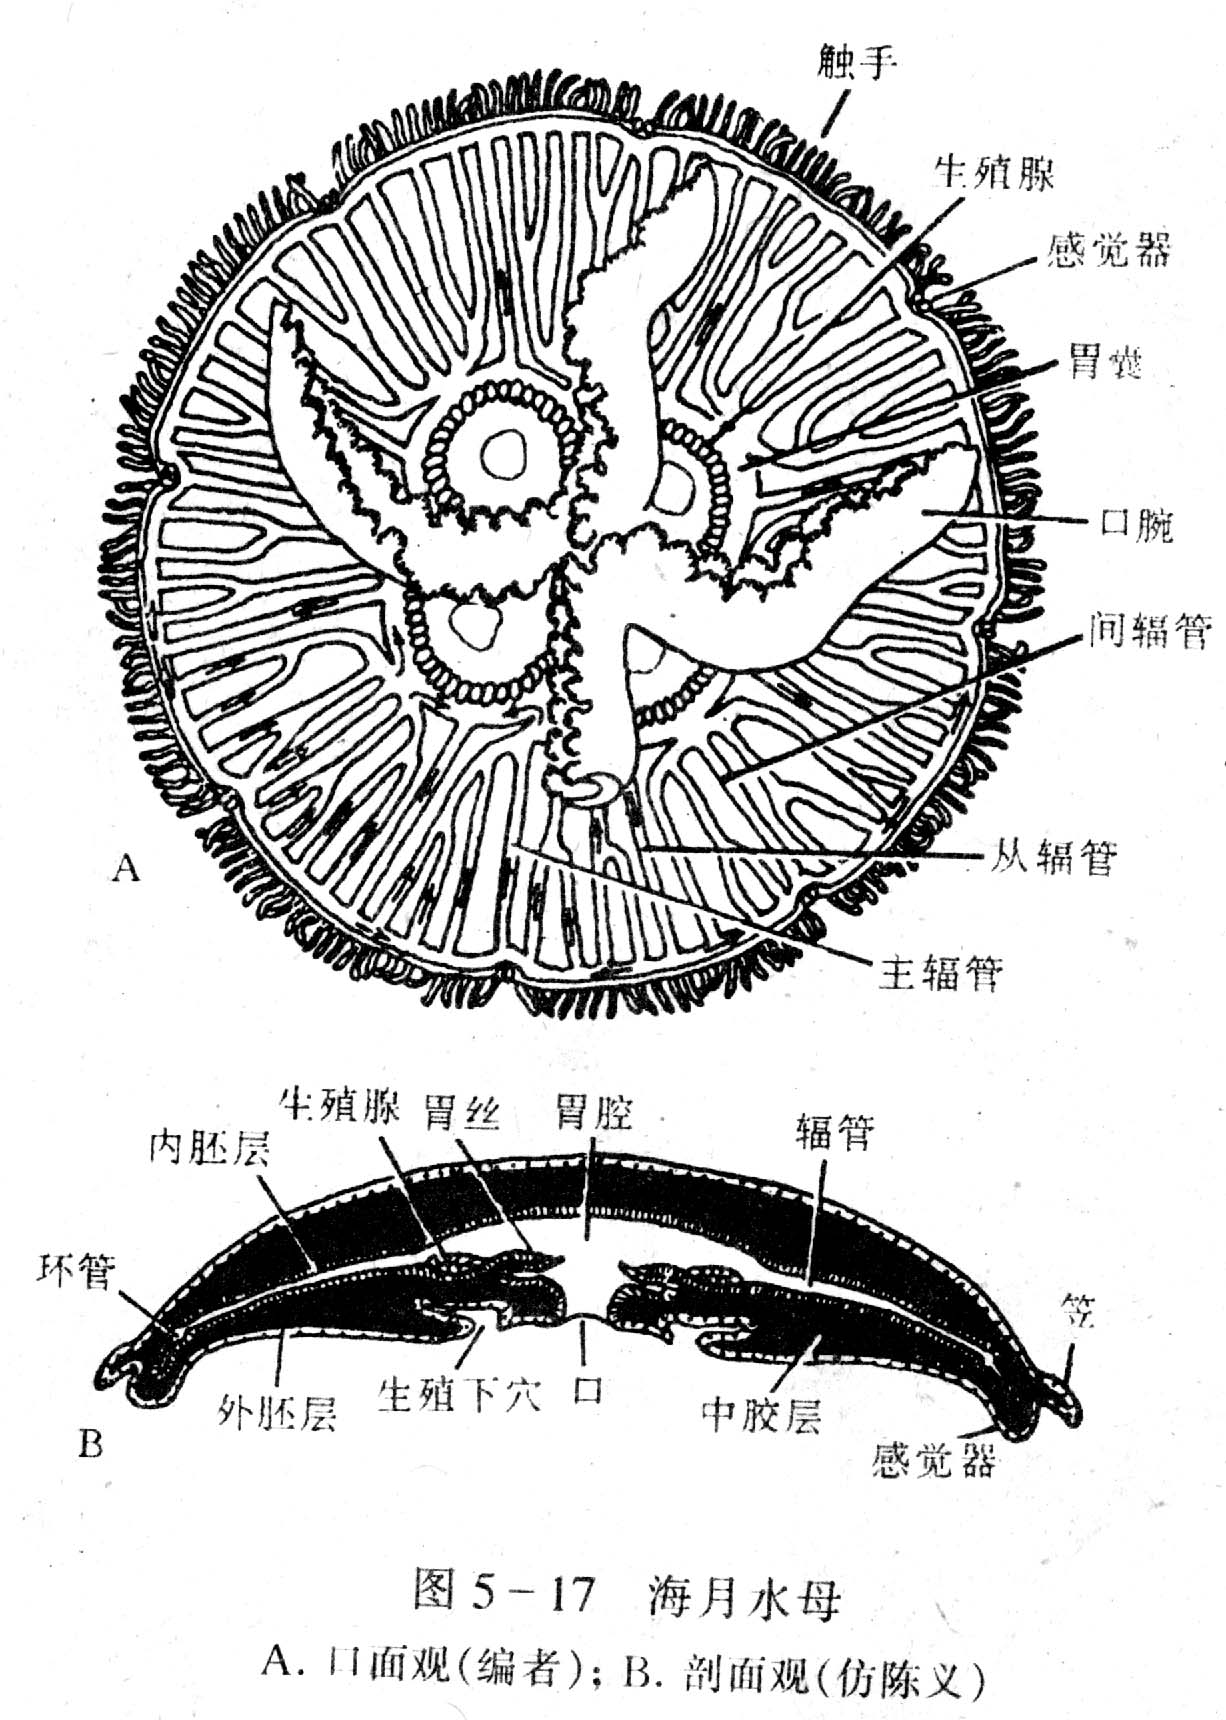 触手
生殖腺
感觉器
胃囊
口腕
间辐管
从辐管
主辐管
A
生殖腺
胃丝
胃腔
辐管
内胚层
环管
笠
外胚层
生殖下穴
口
中胶层
感觉器
B
图 5-17 海月水母
A. 口面观(编者); B. 剖面观(仿陈义)